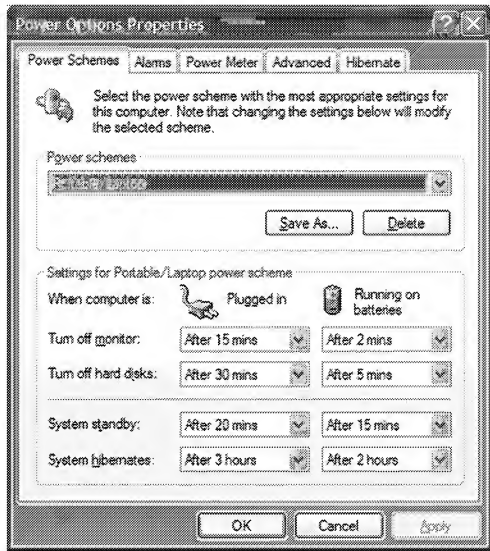 Power Options Properties
Power Schemes Alarms Power Meter Advanced Hibernate
Select the power scheme with the most appropriate settings for
this computer. Note that changing the settings below will modify
the selected scheme.
Power schemes
Portable/Laptop
Save As... Delete
Settings for Portable/Laptop power scheme
When computer is: Plugged in Running on
batteries
Turn off monitor: After 15 mins After 2 mins
Turn off hard disks: After 30 mins After 5 mins
System standby: After 20 mins After 15 mins
System hibernates: After 3 hours After 2 hours
OK Cancel Apply